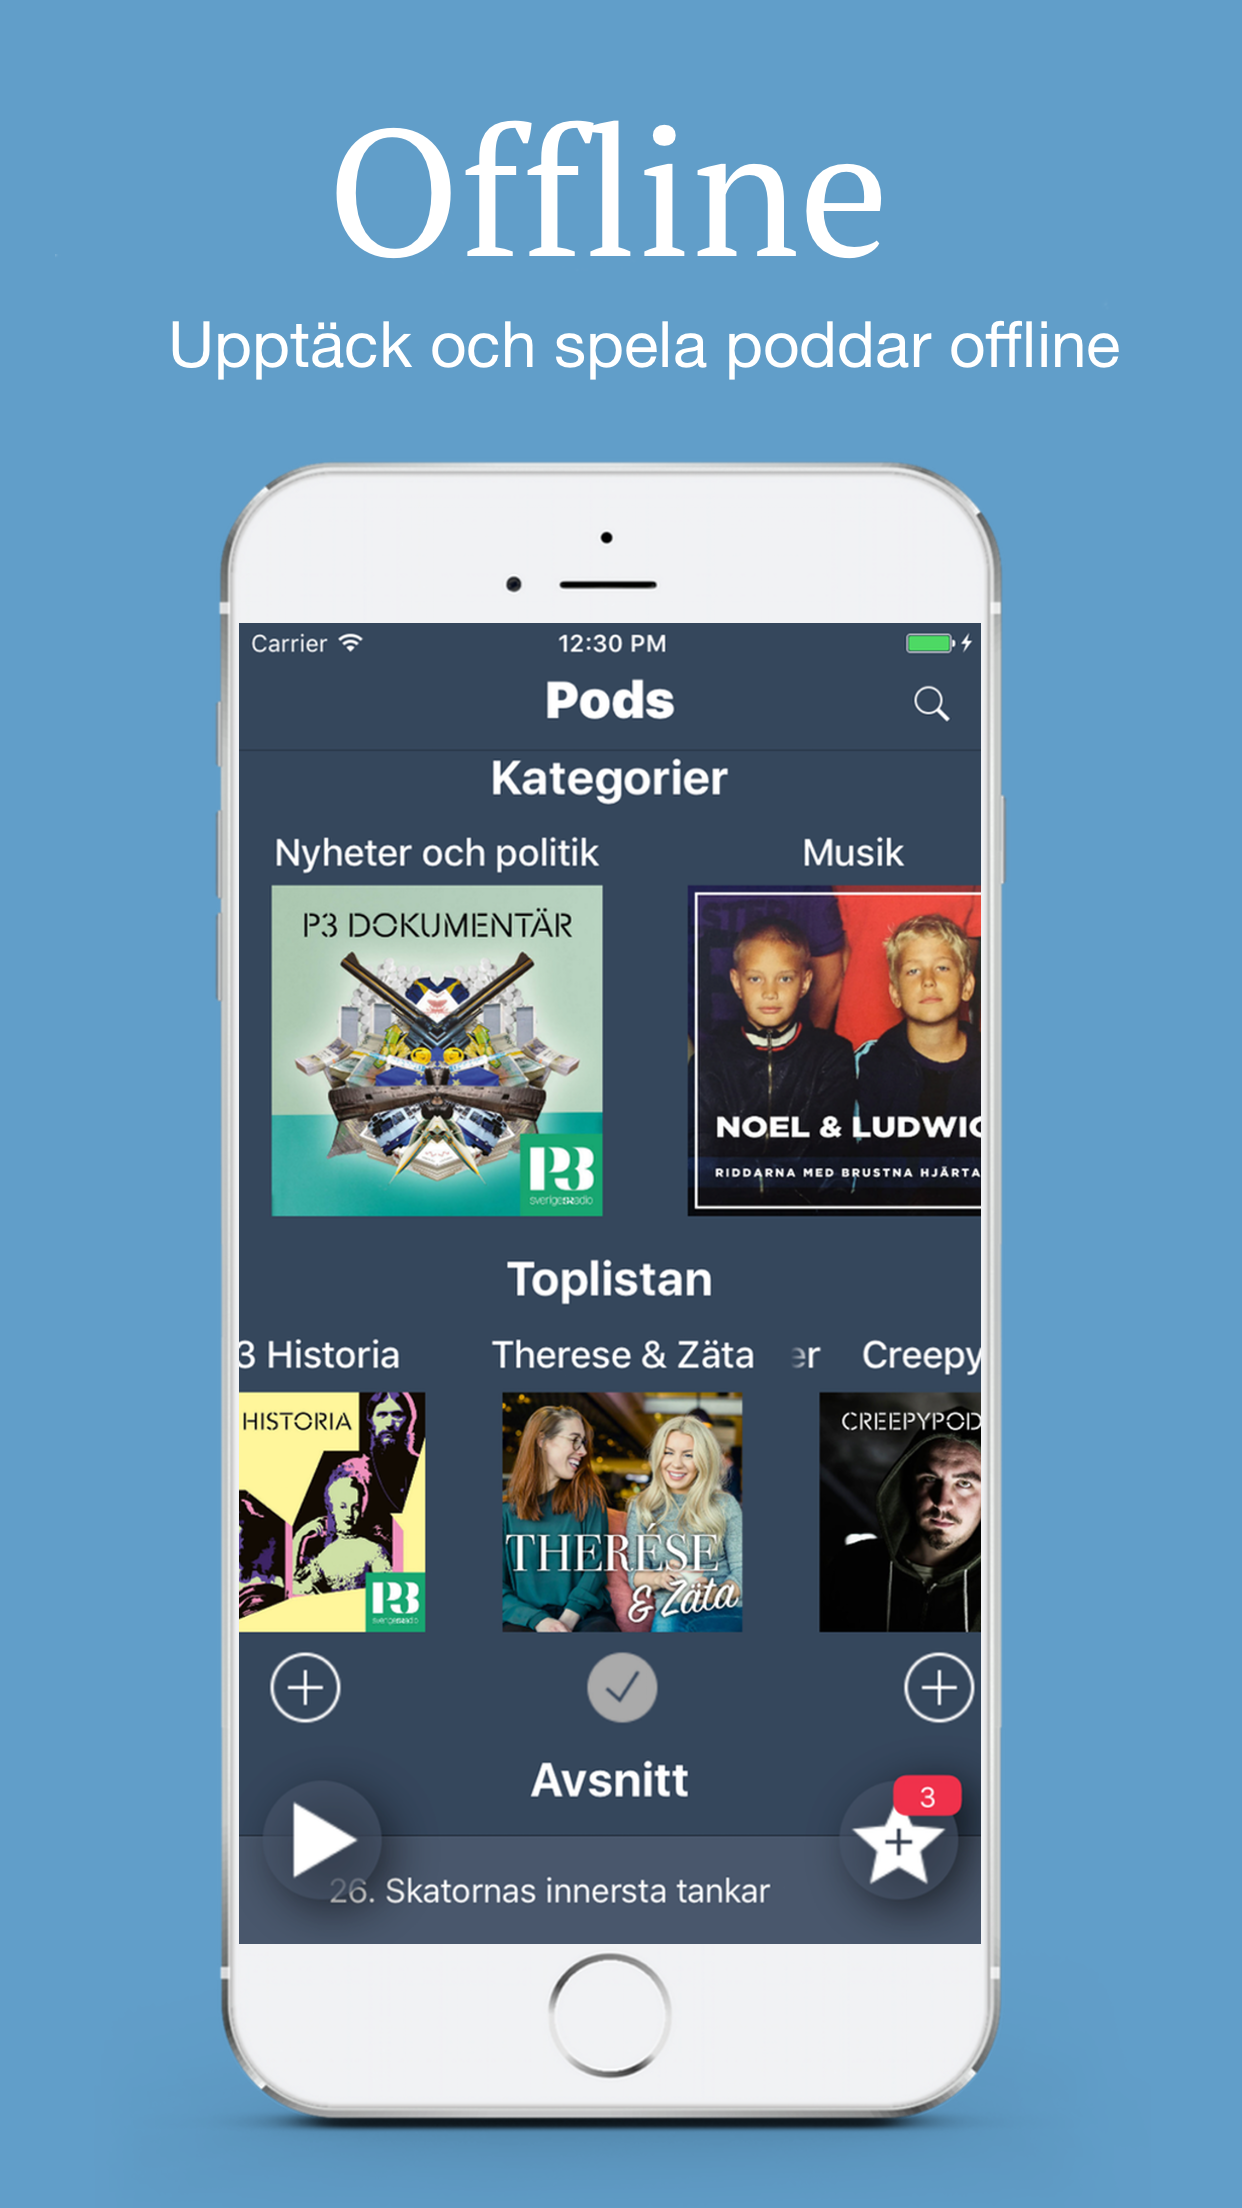 Offline
Upptäck och spela poddar offline
Carrier
12:30 PM
Pods
Kategorier
Nyheter och politik
Musik
P3 DOKUMENTÄR
P3
sverigesradio
NOEL & LUDWIG
RIDDARNA MED BRUSTNA HJÄRTA
Toplistan
3 Historia
Therese & Zäta
er
Creepy
HISTORIA
P3
sverigesradio
THERÉSE
& Zäta
CREEPYPOD
Avsnitt
3
26. Skatornas innersta tankar